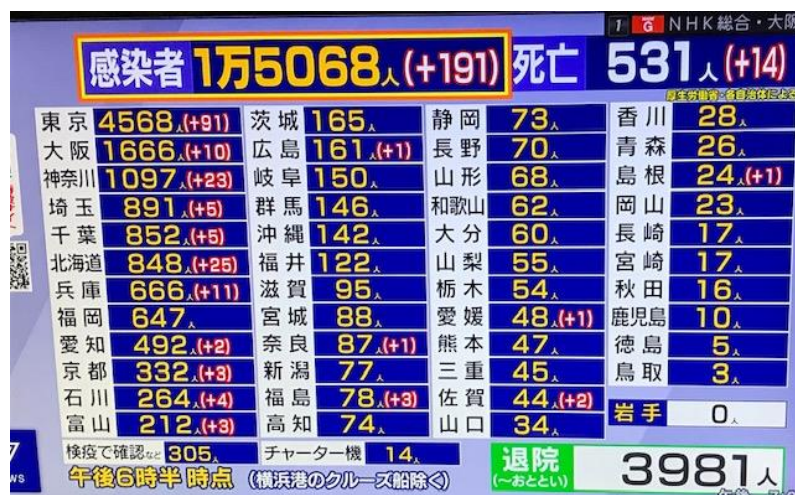 1 G NHK総合・大阪
感染者 1万5068人(+191) 死亡 531人(+14)
厚生労働省・各自治体による
東京 4568人(+91) 茨城 165人 静岡 73人 香川 28人
大阪 1666人(+10) 広島 161人(+1) 長野 70人 青森 26人
神奈川 1097人(+23) 岐阜 150人 山形 68人 島根 24人(+1)
埼玉 891人(+5) 群馬 146人 和歌山 62人 岡山 23人
千葉 852人(+5) 沖縄 142人 大分 60人 長崎 17人
北海道 848人(+25) 福井 122人 山梨 55人 宮崎 17人
兵庫 666人(+11) 滋賀 95人 栃木 54人 秋田 16人
福岡 647人 宮城 88人 愛媛 48人(+1) 鹿児島 10人
愛知 492人(+2) 奈良 87人(+1) 熊本 47人 徳島 5人
京都 332人(+3) 新潟 77人 三重 45人 鳥取 3人
石川 264人(+4) 福島 78人(+3) 佐賀 44人(+2) 岩手 0人
富山 212人(+3) 高知 74人 山口 34人
検疫で確認など 305人 チャーター機 14人
午後6時半時点 (横浜港のクルーズ船除く)
退院 (～おととい) 3981人